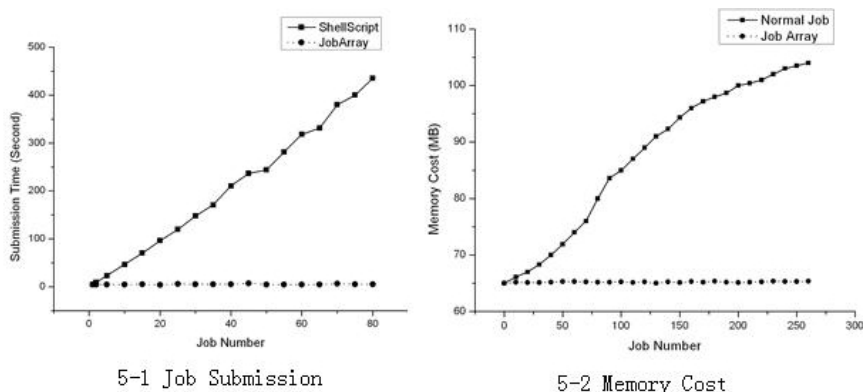 ShellScript
JobArray
500
400
300
200
100
0
Submission Time (Second)
0
20
40
60
80
Job Number
5-1 Job Submission
Normal Job
Job Array
110
100
90
80
70
60
Memory Cost (MB)
0
50
100
150
200
250
300
Job Number
5-2 Memory Cost